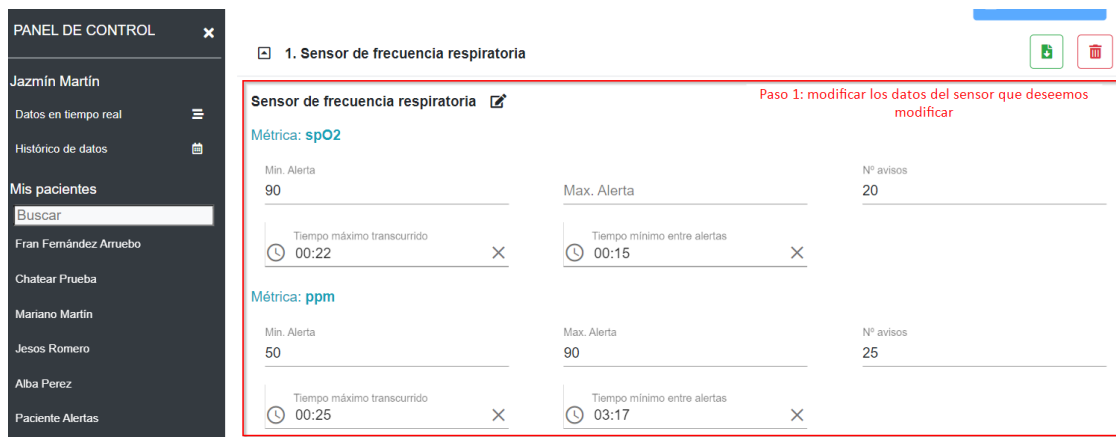 PANEL DE CONTROL
Jazmín Martín
Datos en tiempo real
Histórico de datos
Mis pacientes
Buscar
Fran Fernández Arruebo
Chatear Prueba
Mariano Martín
Jesos Romero
Alba Perez
Paciente Alertas
1. Sensor de frecuencia respiratoria
Paso 1: modificar los datos del sensor que deseemos
modificar
Sensor de frecuencia respiratoria
Métrica: spO2
Min. Alerta
90
Max. Alerta
Nº avisos
20
Tiempo máximo transcurrido
00:22
Tiempo mínimo entre alertas
00:15
Métrica: ppm
Min. Alerta
50
Max. Alerta
90
Nº avisos
25
Tiempo máximo transcurrido
00:25
Tiempo mínimo entre alertas
03:17